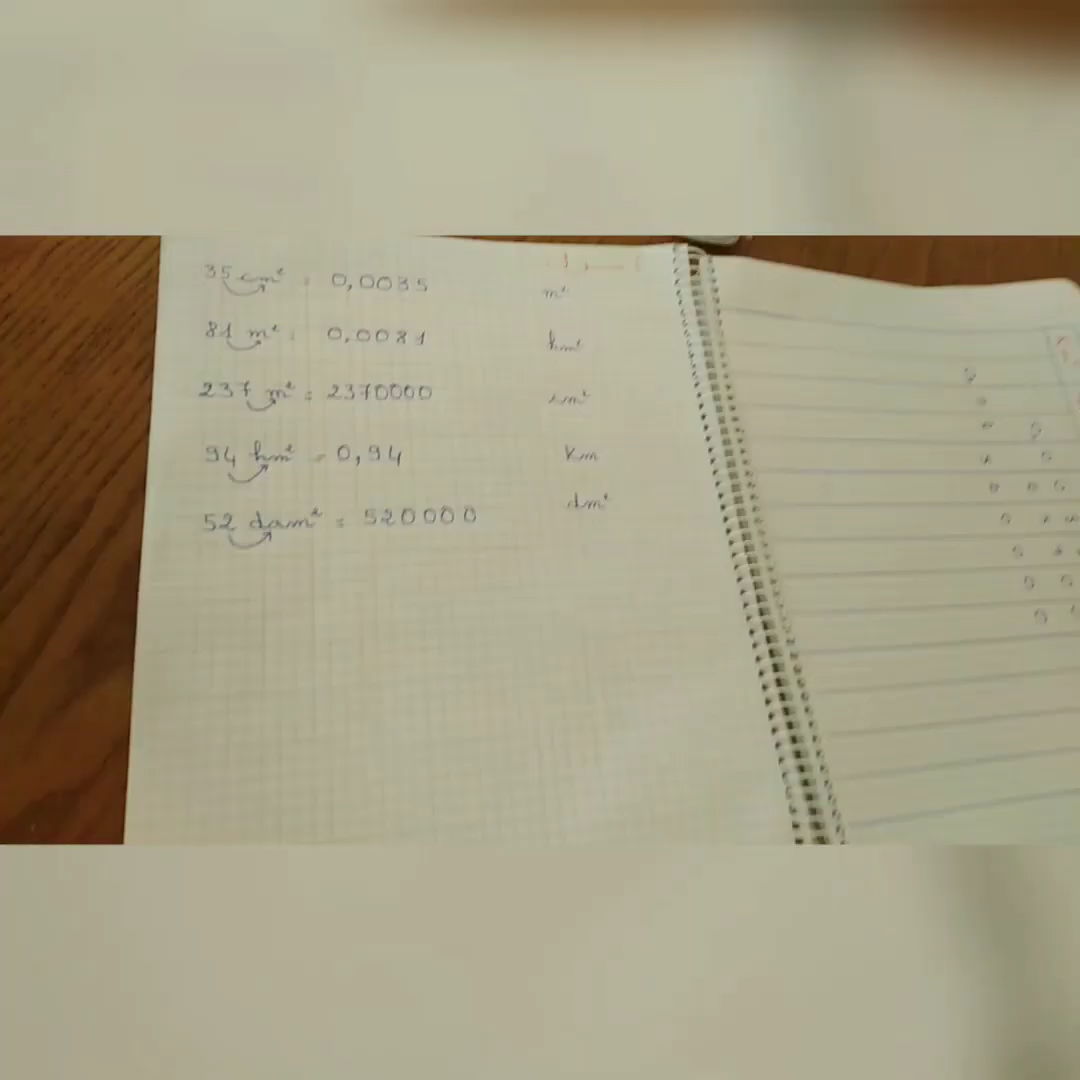 35 cm² = 0,0035 m²
81 m² = 0,0081 hm²
237 m² = 2370000 cm²
94 hm² = 0,94 Km
52 dam² = 520000 dm²